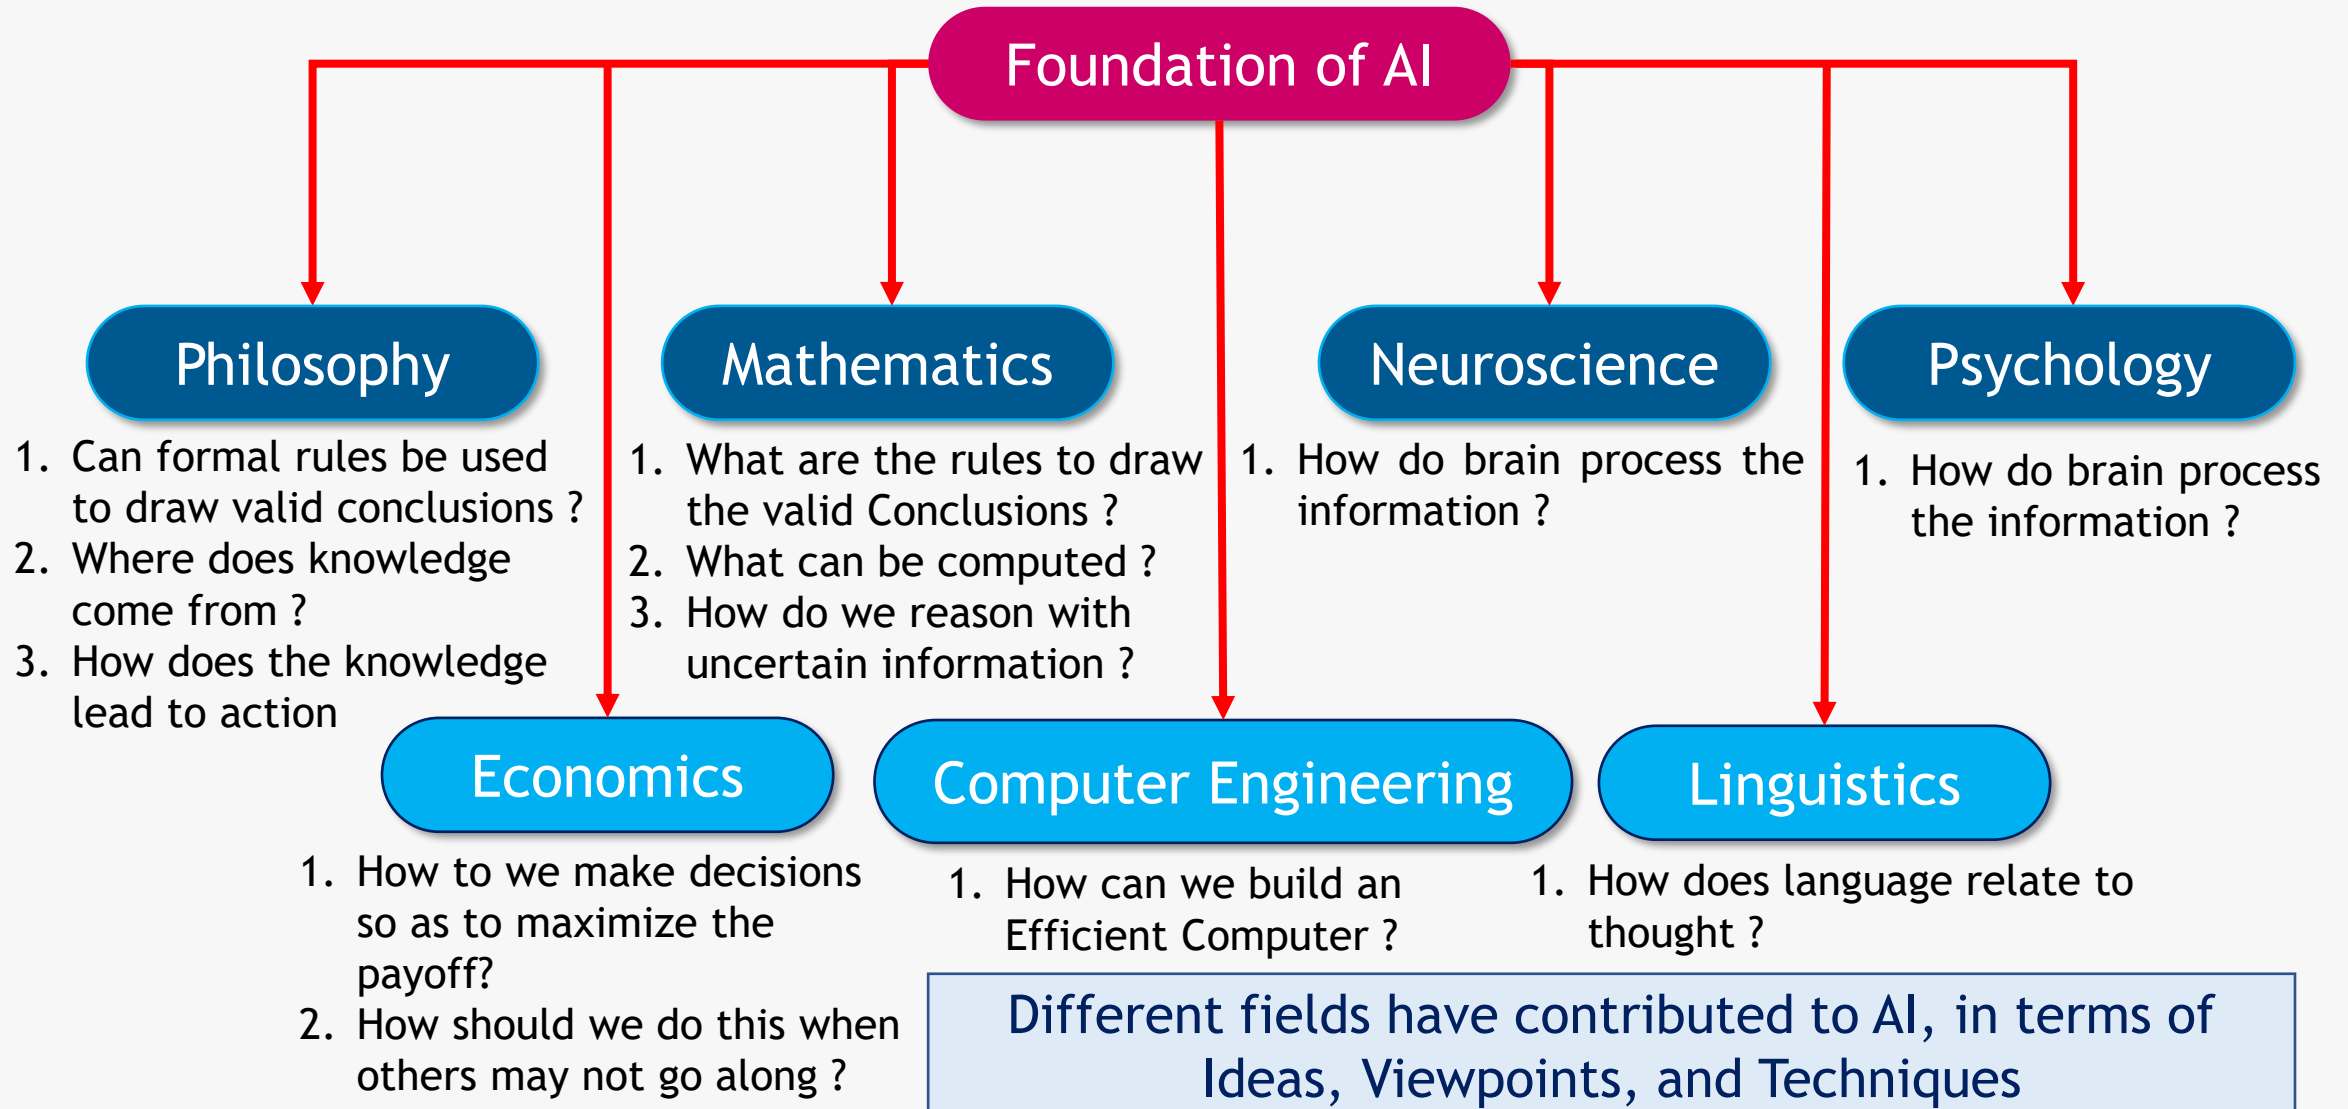 Foundation of AI
Philosophy
1. Can formal rules be used
to draw valid conclusions ?
2. Where does knowledge
come from ?
3. How does the knowledge
lead to action
Mathematics
1. What are the rules to draw
the valid Conclusions ?
2. What can be computed ?
3. How do we reason with
uncertain information ?
Neuroscience
1. How do brain process the
information ?
Psychology
1. How do brain process
the information ?
Economics
1. How to we make decisions
so as to maximize the
payoff?
2. How should we do this when
others may not go along ?
Computer Engineering
1. How can we build an
Efficient Computer ?
Linguistics
1. How does language relate to
thought ?
Different fields have contributed to AI, in terms of
Ideas, Viewpoints, and Techniques